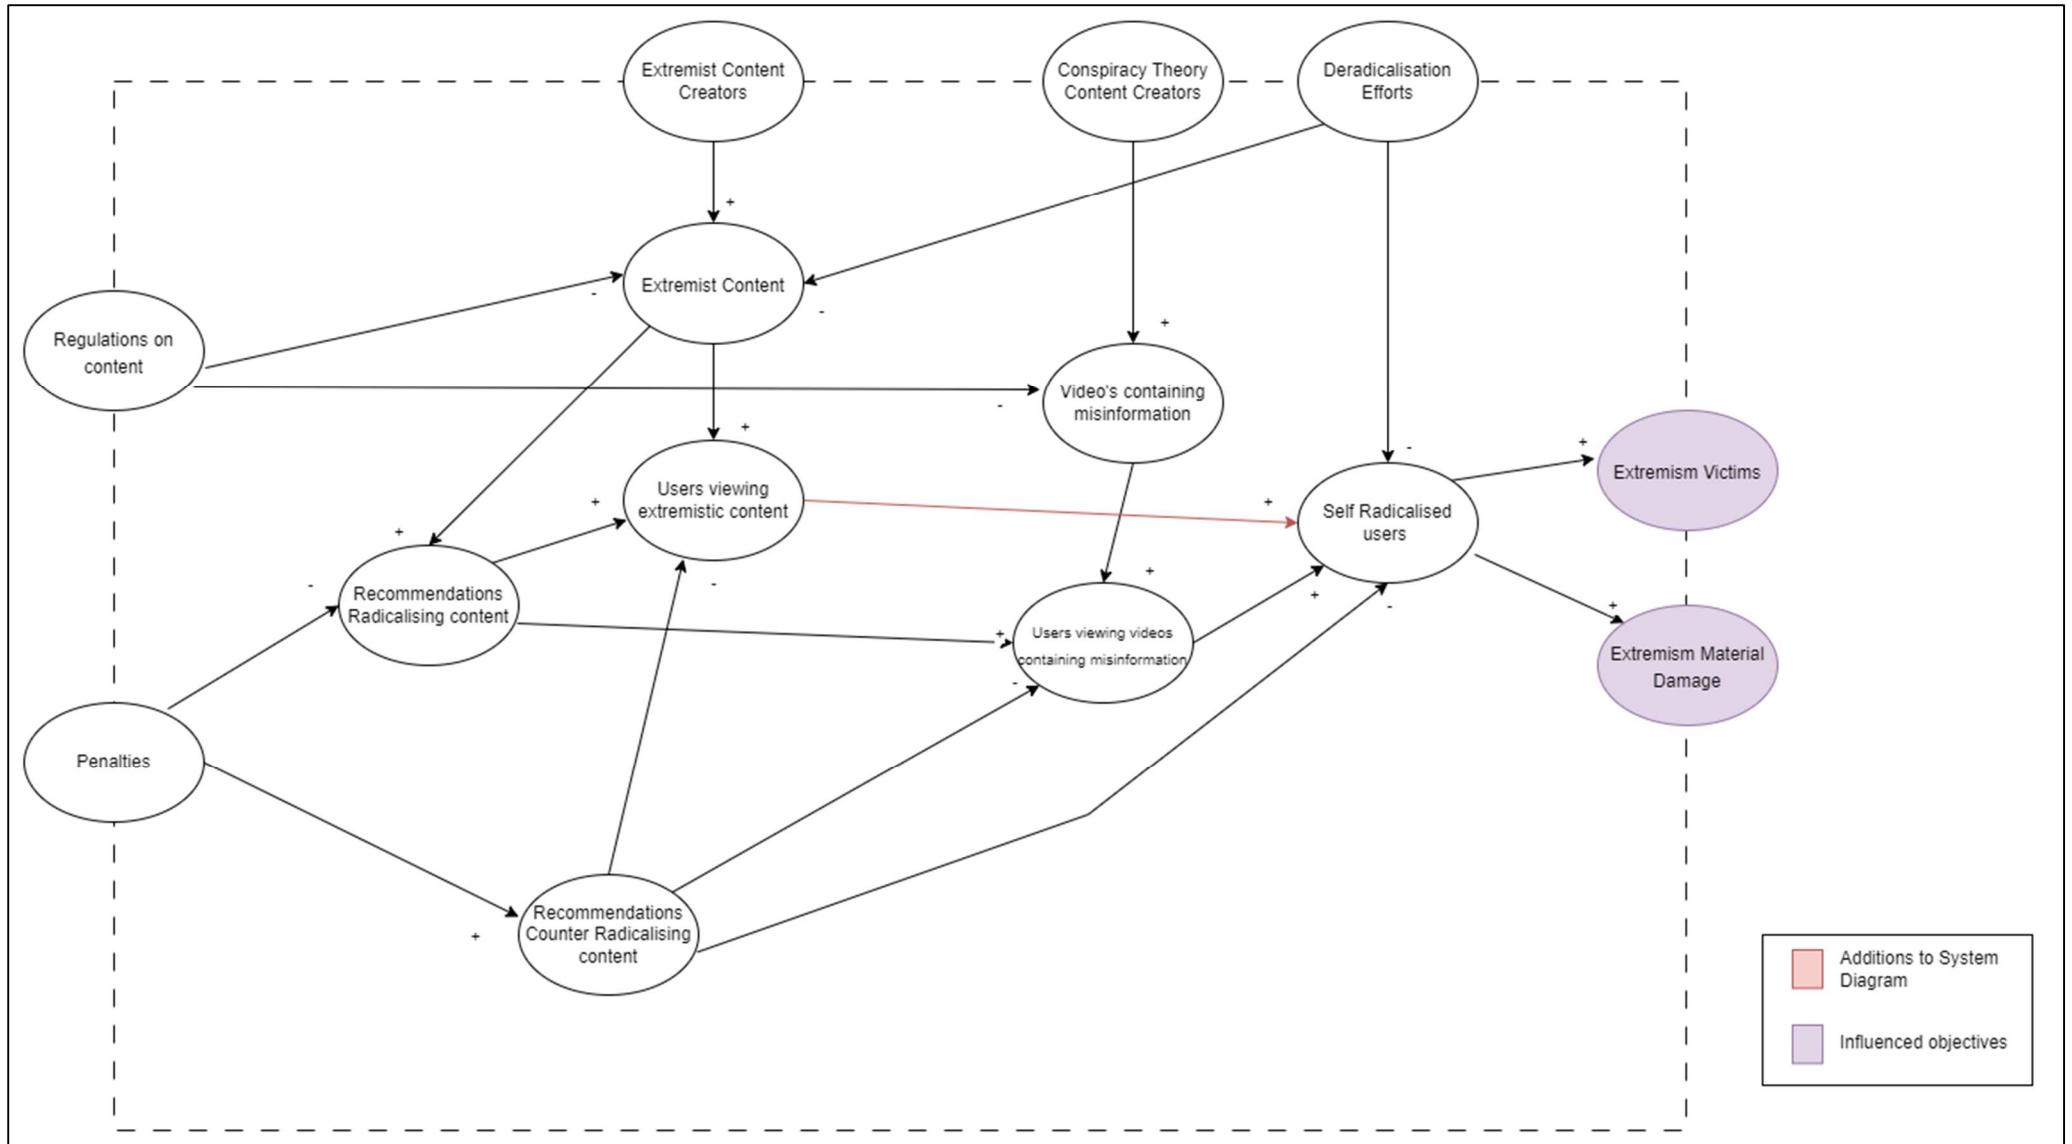 Extremist Content
Creators
Conspiracy Theory
Content Creators
Deradicalisation
Efforts
+
Extremist Content
-
-
+
Regulations on
content
Video's containing
misinformation
-
+
Users viewing
extremistic content
+
+
-
Self Radicalised
users
+
Extremism Victims
+
-
Recommendations
Radicalising content
-
+
Users viewing videos
containing misinformation
+
-
+
-
+
Extremism Material
Damage
Penalties
+
Recommendations
Counter Radicalising
content
Additions to System
Diagram
Influenced objectives